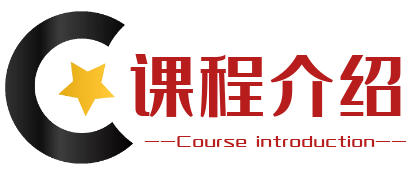 课程介绍
——Course introduction——